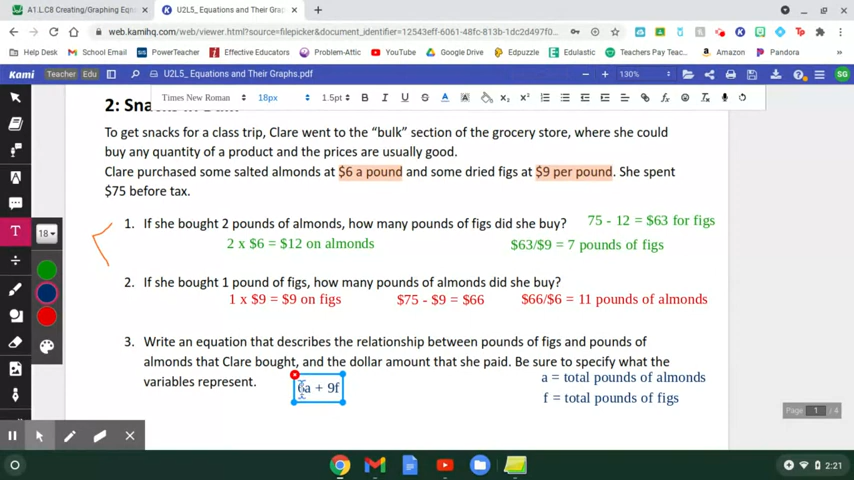 A1.LC8 Creating/Graphing Equ
U2L5_ Equations and Their Grap
web.kamihq.com/web/viewer.html?source=filepicker&document_identifier=12543eff-6061-48fc-813b-1dc2d497f0...
Help Desk School Email SIS PowerTeacher Effective Educators Problem-Attic YouTube Google Drive Edpuzzle Edulastic Teachers Pay Teac... Amazon Pandora
Kami Teacher Edu U2L5_ Equations and Their Graphs.pdf 130% SG
Times New Roman 18px 1.5pt B I U S A A X₂ X²
To get snacks for a class trip, Clare went to the “bulk” section of the grocery store, where she could
buy any quantity of a product and the prices are usually good.
Clare purchased some salted almonds at $6 a pound and some dried figs at $9 per pound. She spent
$75 before tax.
1. If she bought 2 pounds of almonds, how many pounds of figs did she buy? 75 - 12 = $63 for figs
2 x $6 = $12 on almonds $63/$9 = 7 pounds of figs
18
2. If she bought 1 pound of figs, how many pounds of almonds did she buy?
1 x $9 = $9 on figs $75 - $9 = $66 $66/$6 = 11 pounds of almonds
3. Write an equation that describes the relationship between pounds of figs and pounds of
almonds that Clare bought, and the dollar amount that she paid. Be sure to specify what the
variables represent. 6a + 9f a = total pounds of almonds
f = total pounds of figs
Page 1 / 4
2:21